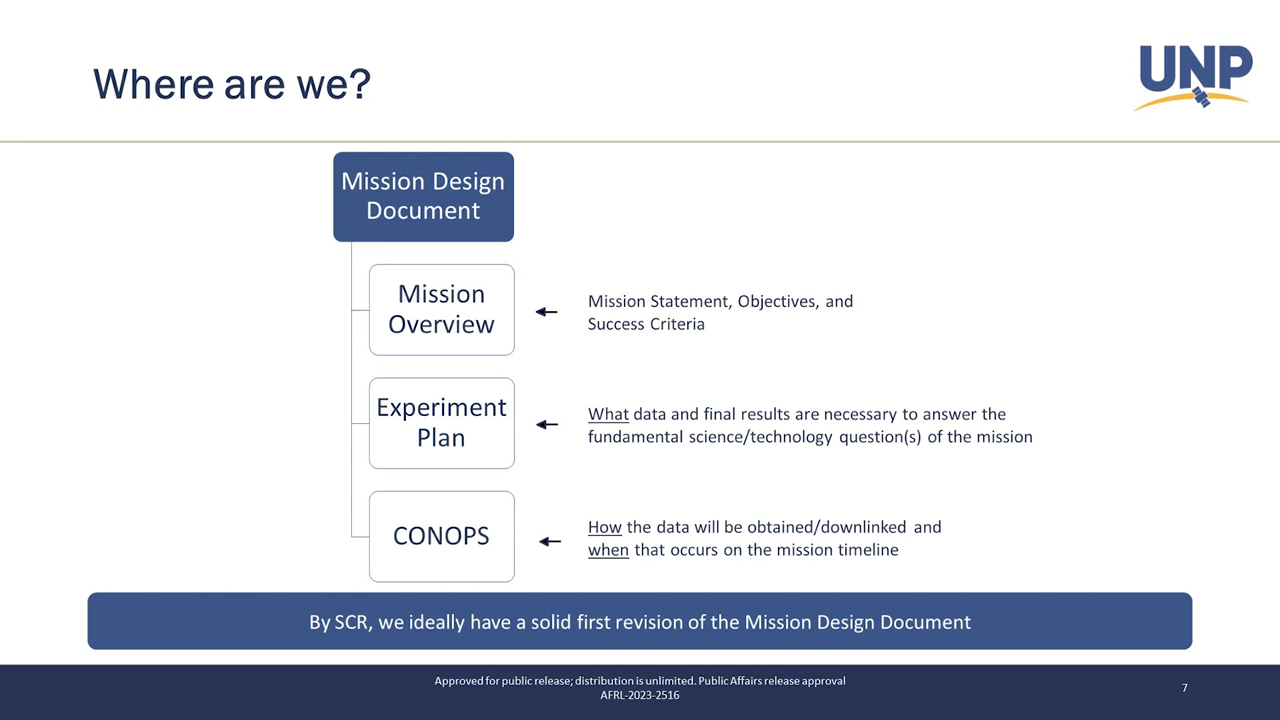 Where are we?
UNP
Mission Design
Document
Mission
Overview
Mission Statement, Objectives, and
Success Criteria
Experiment
Plan
What data and final results are necessary to answer the
fundamental science/technology question(s) of the mission
CONOPS
How the data will be obtained/downlinked and
when that occurs on the mission timeline
By SCR, we ideally have a solid first revision of the Mission Design Document
Approved for public release; distribution is unlimited. Public Affairs release approval
AFRL-2023-2516
7